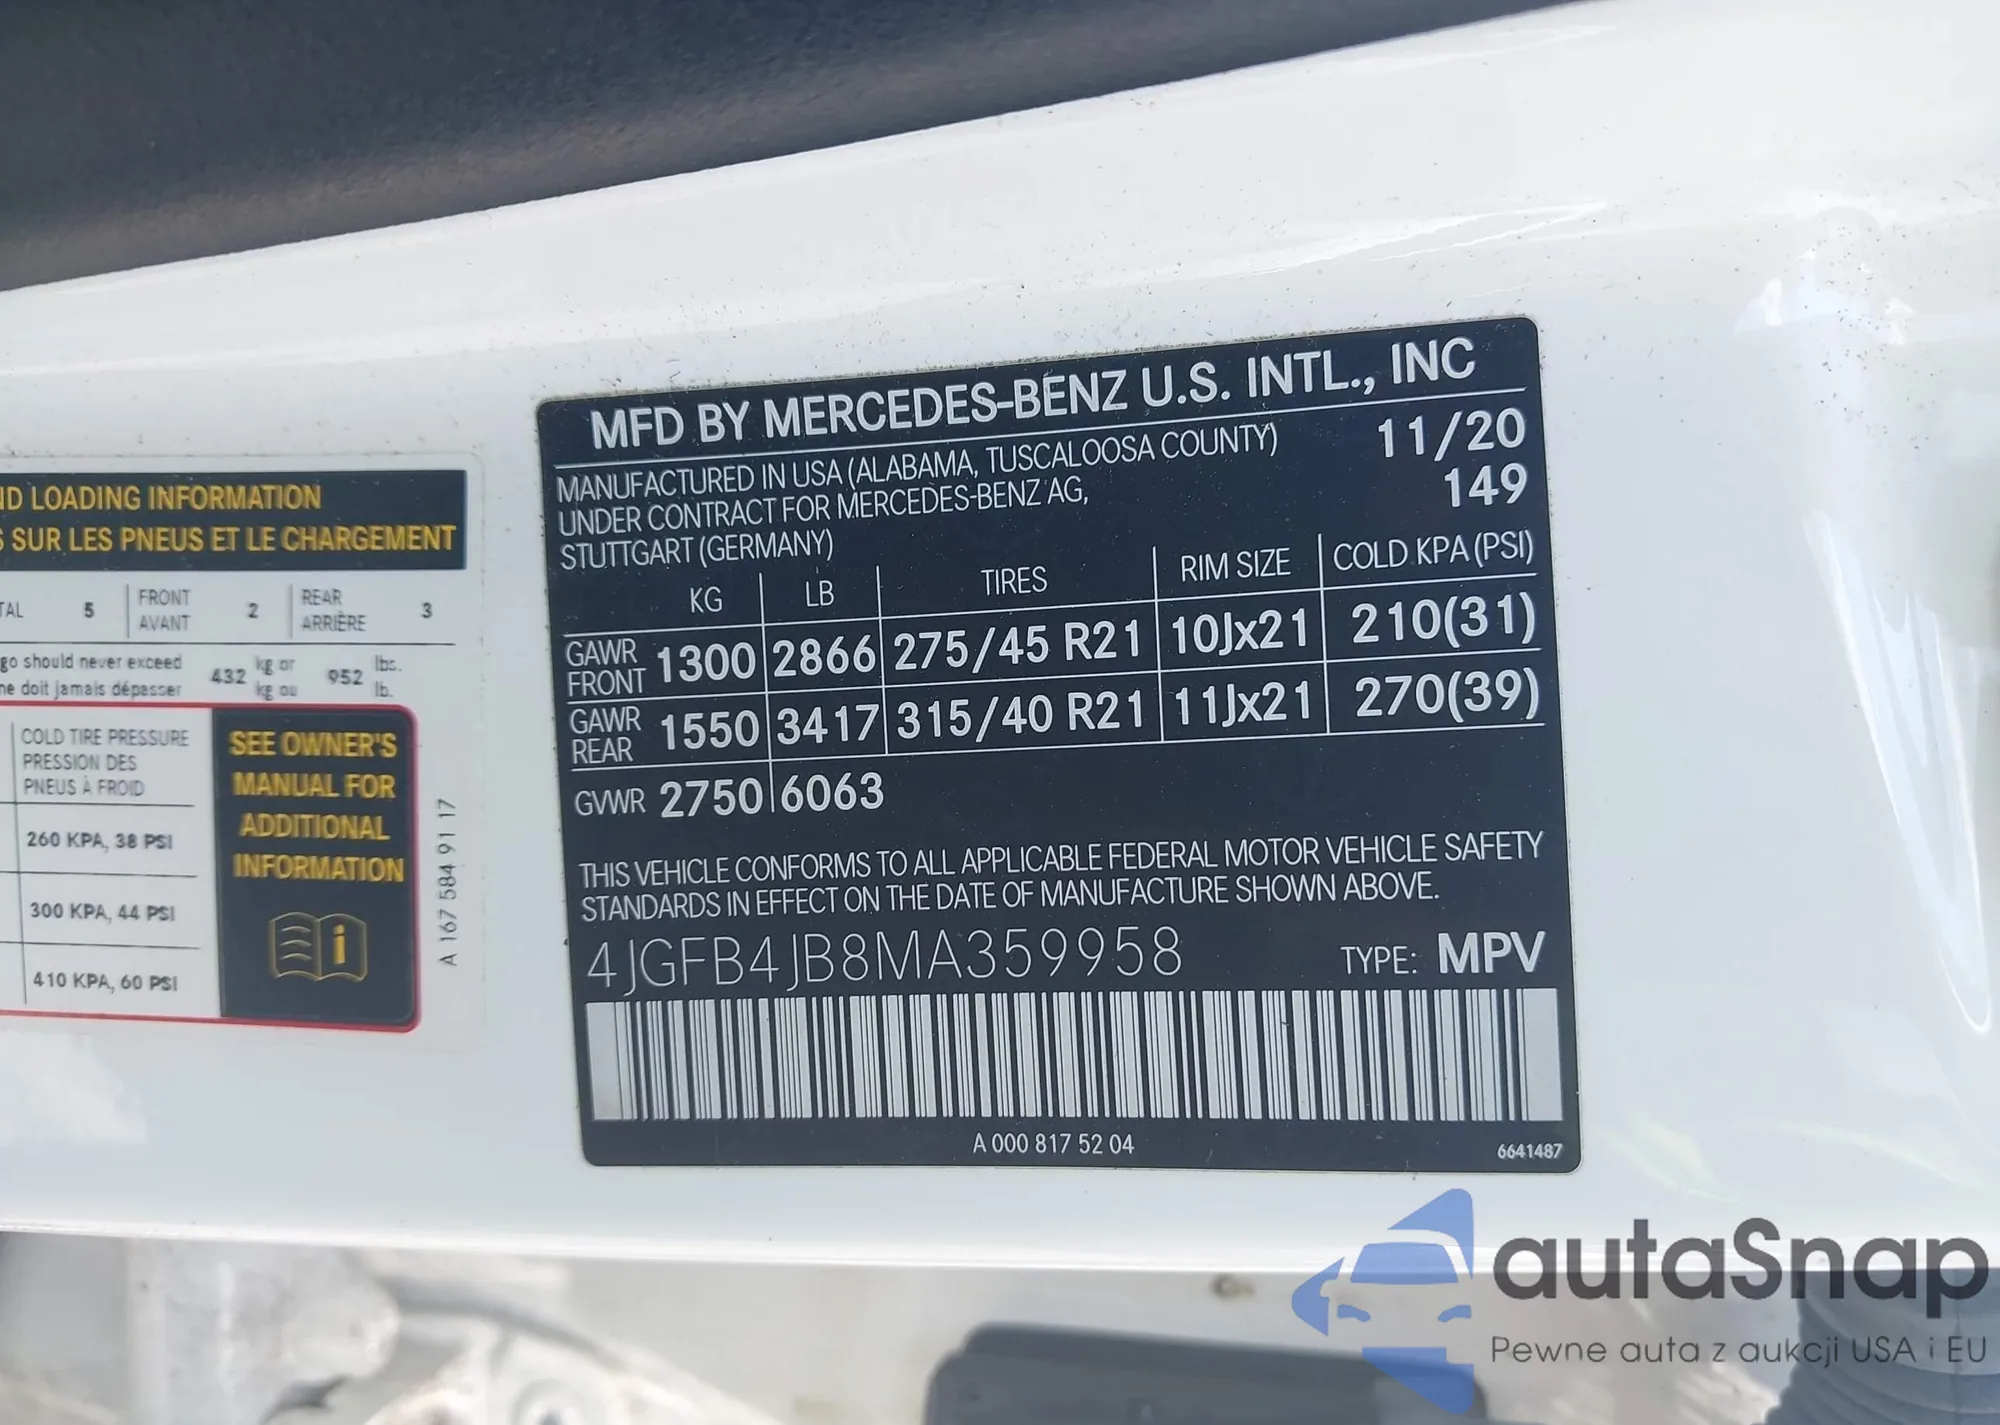 ND LOADING INFORMATION
SUR LES PNEUS ET LE CHARGEMENT
5
FRONT
AVANT
2
REAR
ARRIÈRE
3
should never exceed
doit jamais dépasser
432
kg or
kg ou
952
lbs.
lb.
COLD TIRE PRESSURE
PRESSION DES
PNEUS À FROID
260 KPA, 38 PSI
300 KPA, 44 PSI
410 KPA, 60 PSI
SEE OWNER'S
MANUAL FOR
ADDITIONAL
INFORMATION
A 167 584 91 17
MFD BY MERCEDES-BENZ U.S. INTL., INC
MANUFACTURED IN USA (ALABAMA, TUSCALOOSA COUNTY)
UNDER CONTRACT FOR MERCEDES-BENZ AG,
STUTTGART (GERMANY)
11/20
149
KG LB TIRES RIM SIZE COLD KPA (PSI)
GAWR FRONT 1300 2866 275/45 R21 10Jx21 210(31)
GAWR REAR 1550 3417 315/40 R21 11Jx21 270(39)
GVWR 2750 6063
THIS VEHICLE CONFORMS TO ALL APPLICABLE FEDERAL MOTOR VEHICLE SAFETY
STANDARDS IN EFFECT ON THE DATE OF MANUFACTURE SHOWN ABOVE.
4JGFB4JB8MA359958 TYPE: MPV
A 000 817 52 04
6641487
autaSnap
Pewne auta z aukcji USA i EU